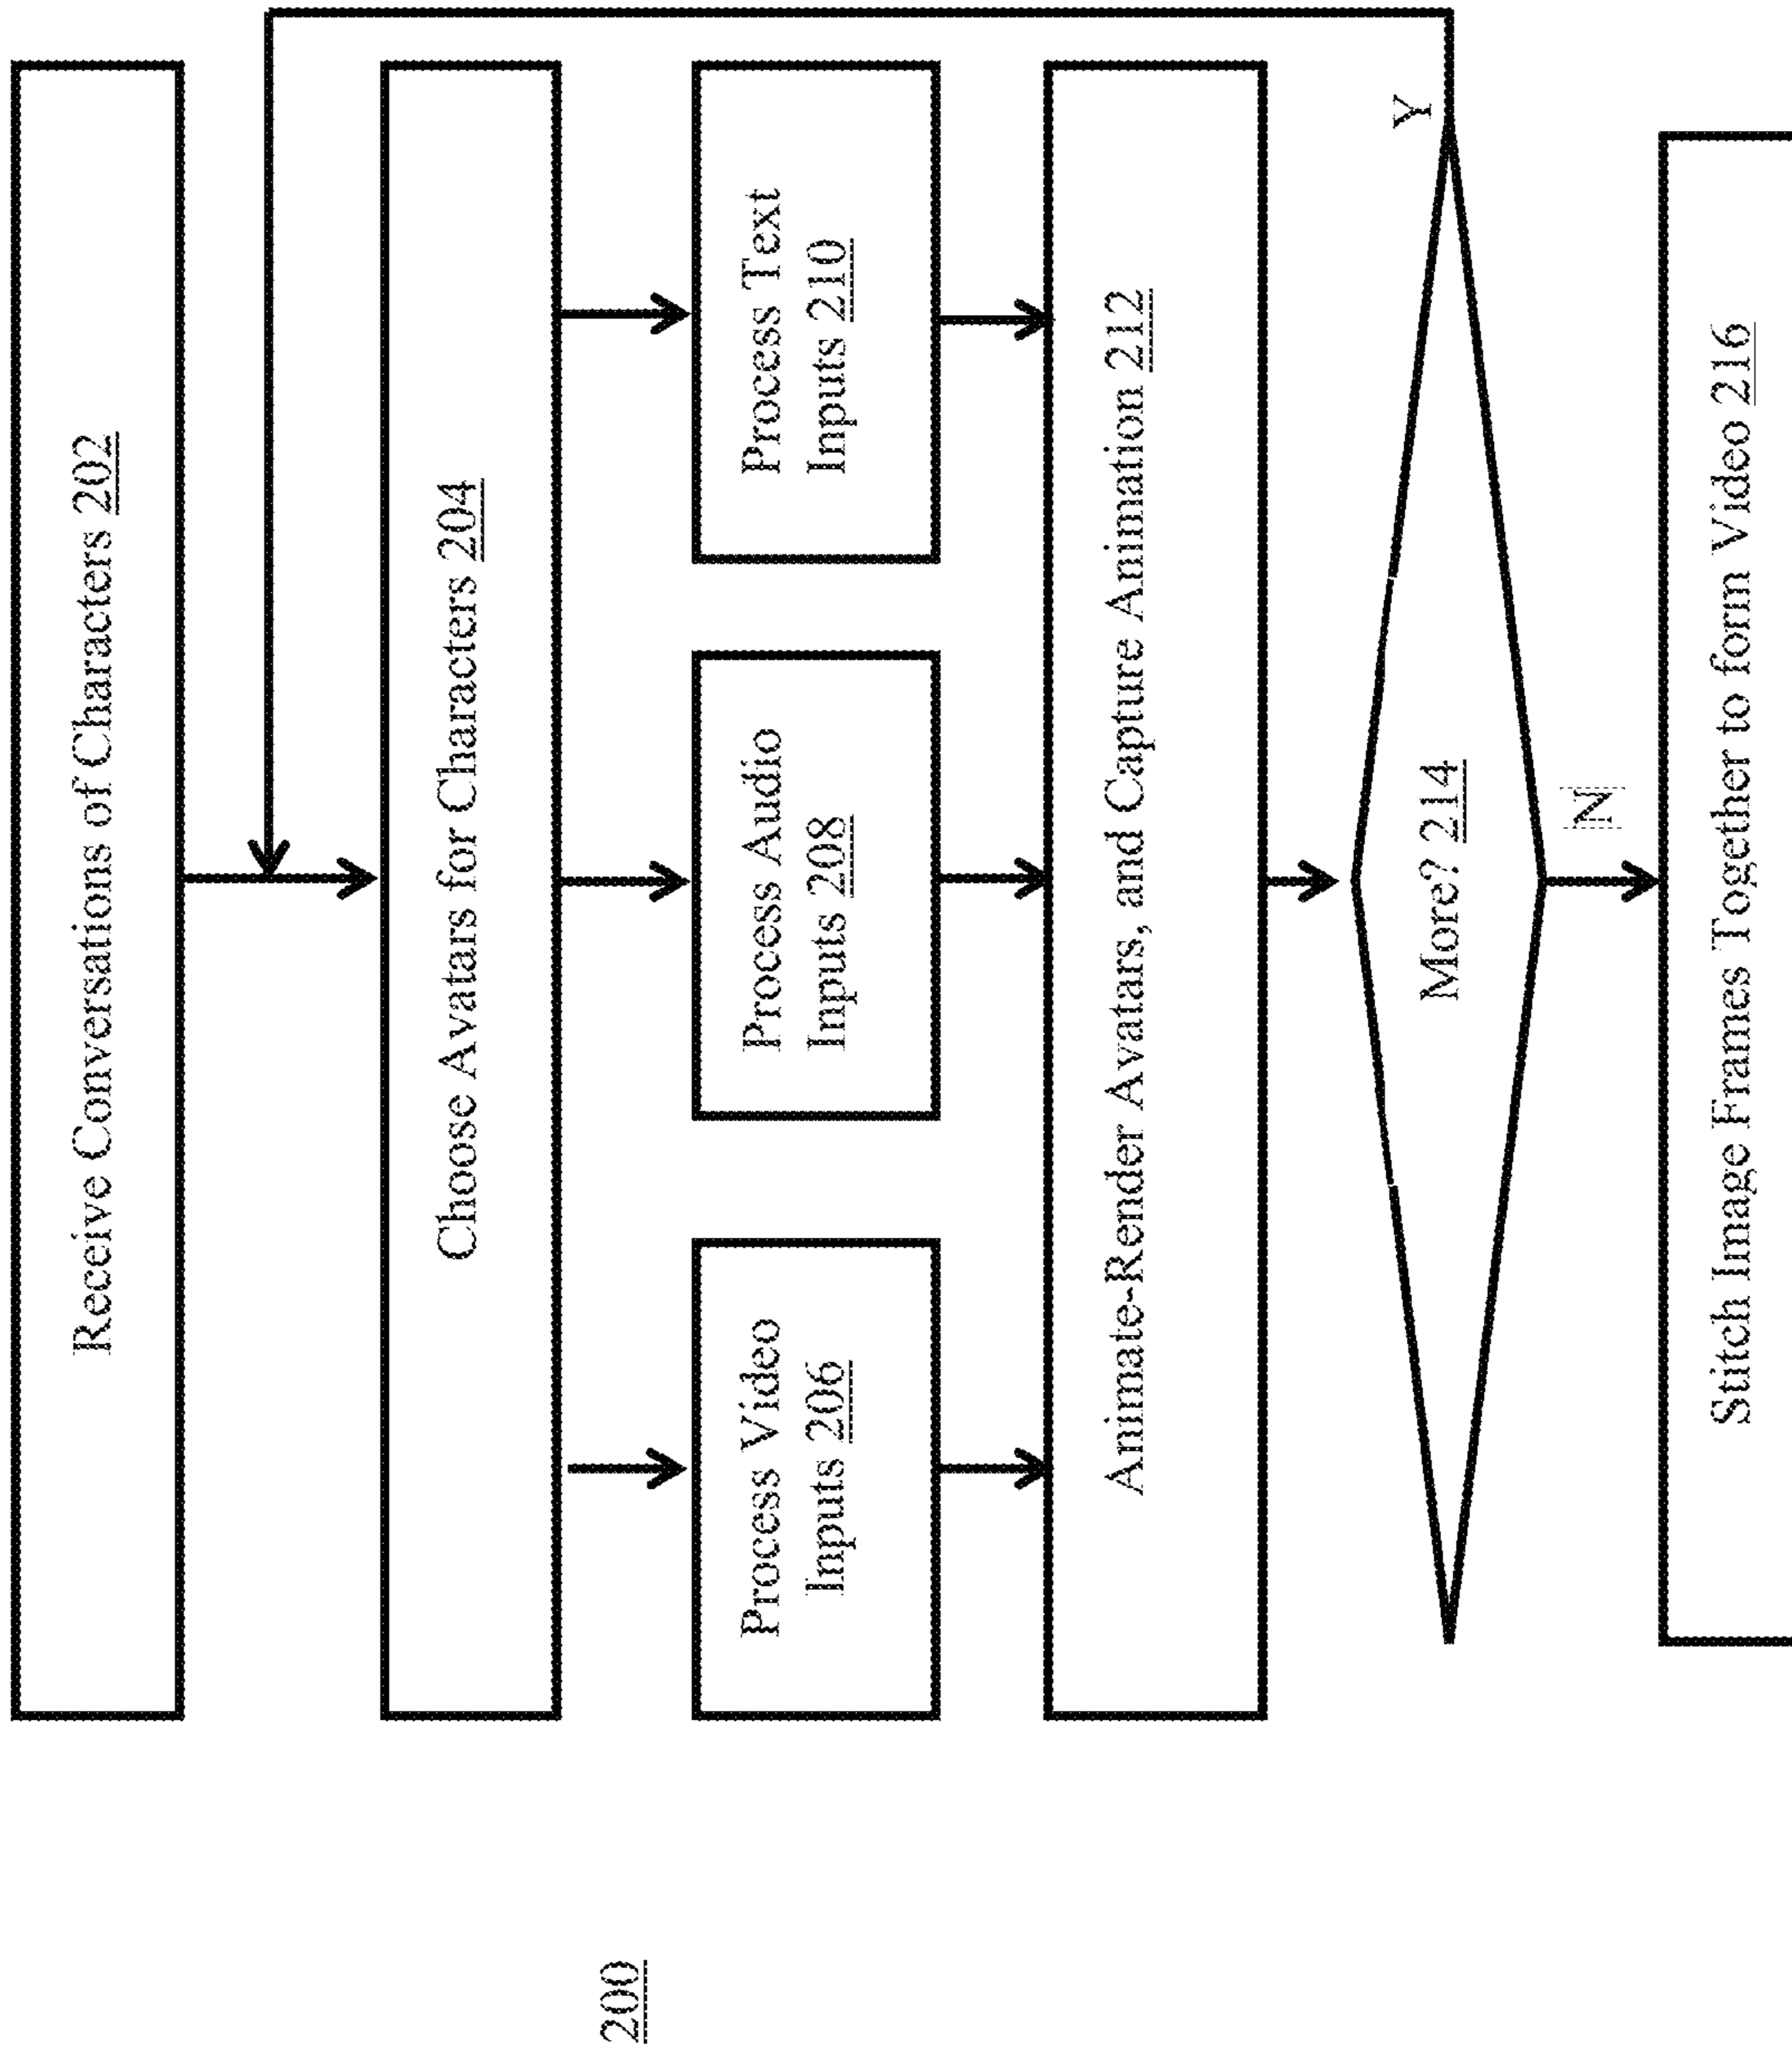 200
Receive Conversations of Characters 202
Choose Avatars for Characters 204
Process Video
Inputs 206
Process Audio
Inputs 208
Process Text
Inputs 210
Animate-Render Avatars, and Capture Animation 212
More? 214
Y
N
Stitch Image Frames Together to form Video 216